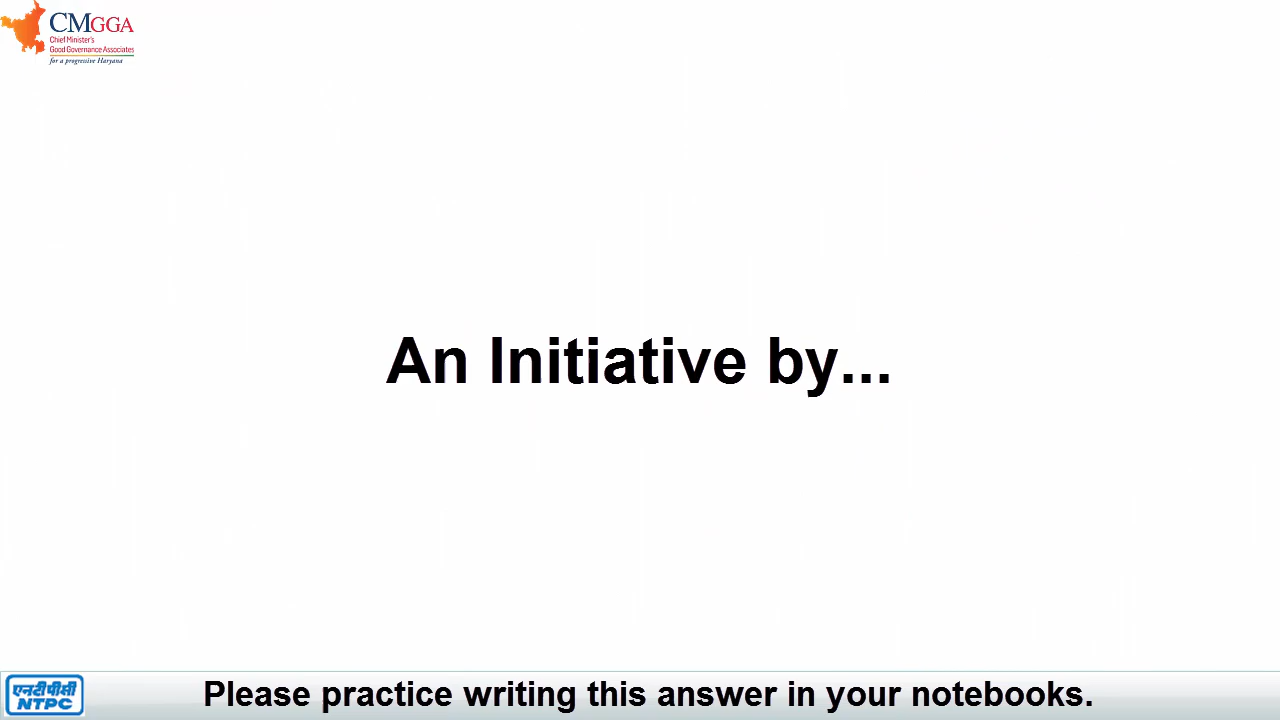 CMGGA
Chief Minister's
Good Governance Associates
for a progressive Haryana
An Initiative by...
एनटीपीसी
NTPC
Please practice writing this answer in your notebooks.